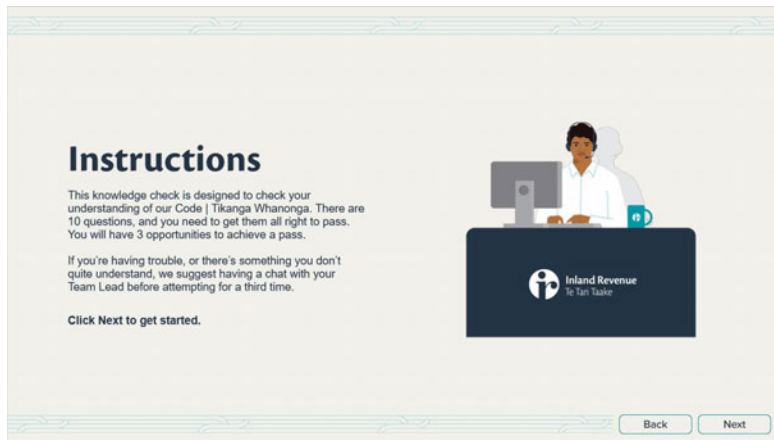 Instructions
This knowledge check is designed to check your
understanding of our Code | Tikanga Whanonga. There are
10 questions, and you need to get them all right to pass.
You will have 3 opportunities to achieve a pass.
If you're having trouble, or there's something you don't
quite understand, we suggest having a chat with your
Team Lead before attempting for a third time.
Click Next to get started.
ir
Inland Revenue
Te Tari Taake
Back
Next